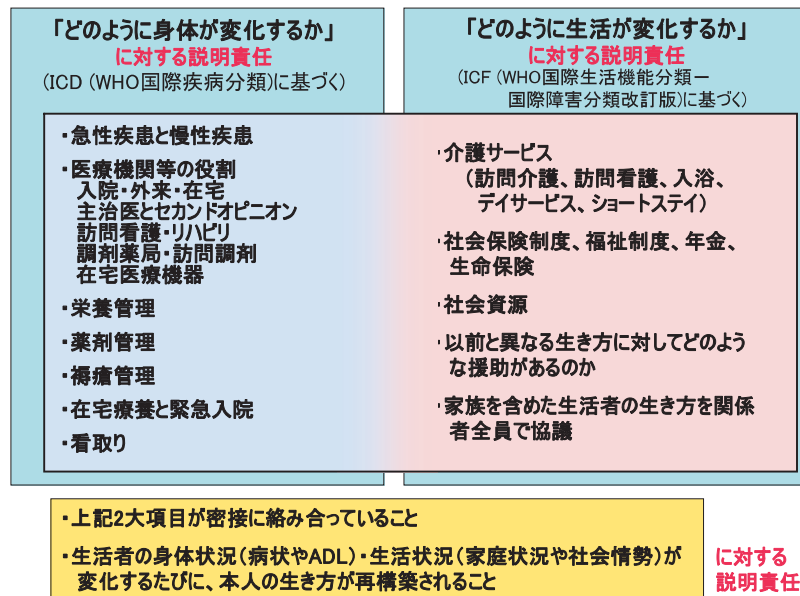 「どのように身体が変化するか」
に対する説明責任
(ICD (WHO国際疾病分類)に基づく)
・急性疾患と慢性疾患
・医療機関等の役割
入院・外来・在宅
主治医とセカンドオピニオン
訪問看護・リハビリ
調剤薬局・訪問調剤
在宅医療機器
・栄養管理
・薬剤管理
・褥瘡管理
・在宅療養と緊急入院
・看取り
「どのように生活が変化するか」
に対する説明責任
(ICF (WHO国際生活機能分類ー
国際障害分類改訂版)に基づく)
・介護サービス
(訪問介護、訪問看護、入浴、
デイサービス、ショートステイ)
・社会保険制度、福祉制度、年金、
生命保険
・社会資源
・以前と異なる生き方に対してどのよう
な援助があるのか
・家族を含めた生活者の生き方を関係
者全員で協議
・上記2大項目が密接に絡み合っていること
・生活者の身体状況(病状やADL)・生活状況(家庭状況や社会情勢)が
変化するたびに、本人の生き方が再構築されること
に対する
説明責任